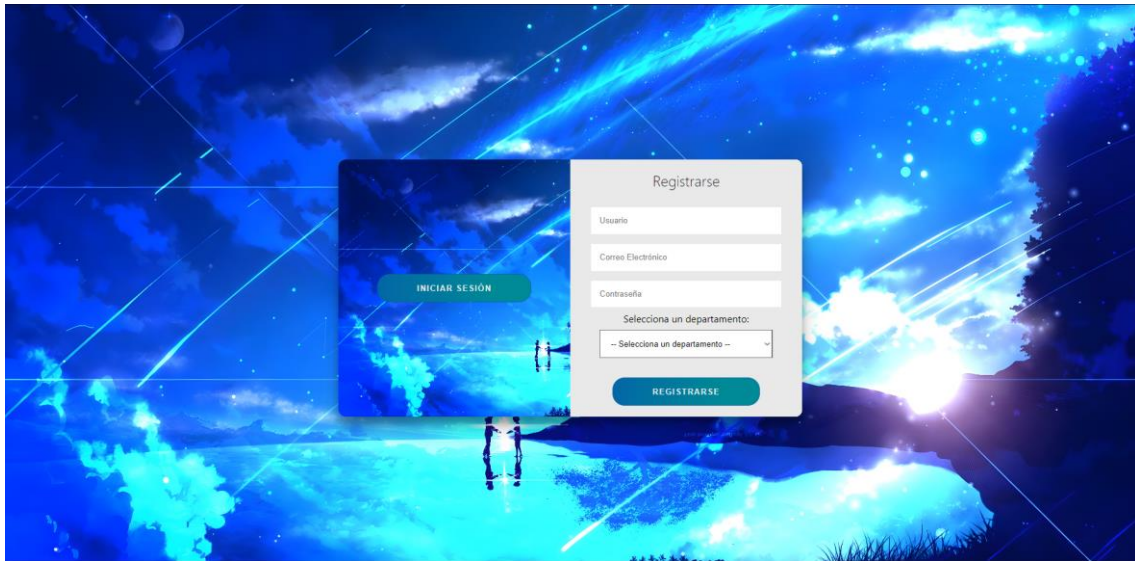 INICIAR SESIÓN
Registrarse
Usuario
Correo Electrónico
Contraseña
Selecciona un departamento:
-- Selecciona un departamento --
REGISTRARSE